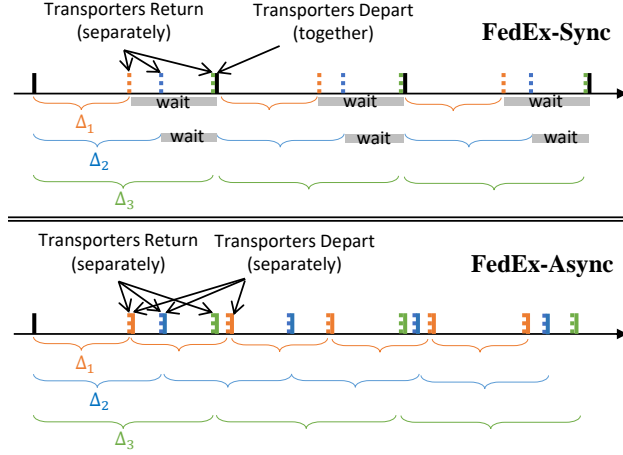 Transporters Return
(separately)
Transporters Depart
(together)
FedEx-Sync
wait
wait
wait
Δ1
wait
wait
wait
Δ2
Δ3
Transporters Return
(separately)
Transporters Depart
(separately)
FedEx-Async
Δ1
Δ2
Δ3